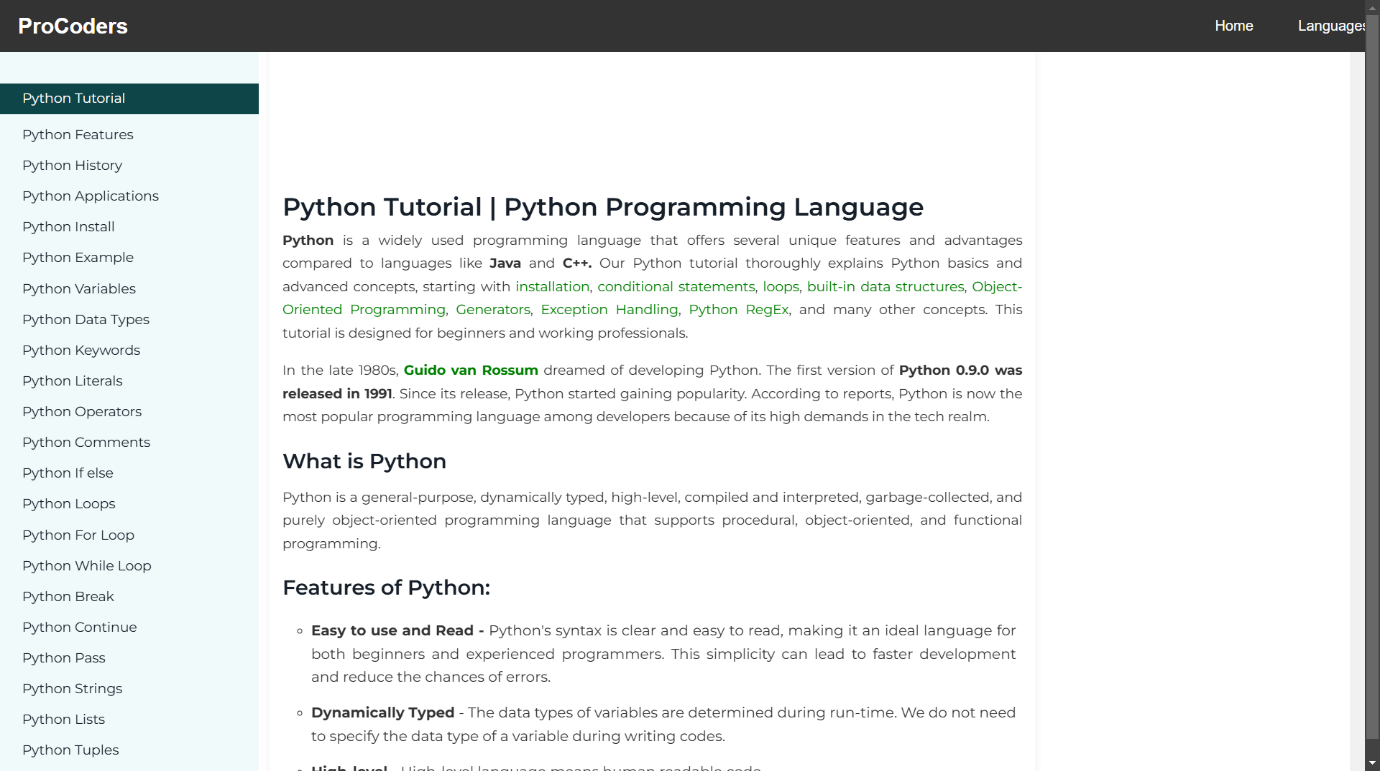 ProCoders
Home
Languages
Python Tutorial
Python Features
Python History
Python Applications
Python Install
Python Example
Python Variables
Python Data Types
Python Keywords
Python Literals
Python Operators
Python Comments
Python If else
Python Loops
Python For Loop
Python While Loop
Python Break
Python Continue
Python Pass
Python Strings
Python Lists
Python Tuples
Python Tutorial | Python Programming Language
Python is a widely used programming language that offers several unique features and advantages
compared to languages like Java and C++. Our Python tutorial thoroughly explains Python basics and
advanced concepts, starting with installation, conditional statements, loops, built-in data structures, Object-
Oriented Programming, Generators, Exception Handling, Python RegEx, and many other concepts. This
tutorial is designed for beginners and working professionals.
In the late 1980s, Guido van Rossum dreamed of developing Python. The first version of Python 0.9.0 was
released in 1991. Since its release, Python started gaining popularity. According to reports, Python is now the
most popular programming language among developers because of its high demands in the tech realm.
What is Python
Python is a general-purpose, dynamically typed, high-level, compiled and interpreted, garbage-collected, and
purely object-oriented programming language that supports procedural, object-oriented, and functional
programming.
Features of Python:
Easy to use and Read - Python's syntax is clear and easy to read, making it an ideal language for
both beginners and experienced programmers. This simplicity can lead to faster development
and reduce the chances of errors.
Dynamically Typed - The data types of variables are determined during run-time. We do not need
to specify the data type of a variable during writing codes.
High-level - High-level language means human readable code.